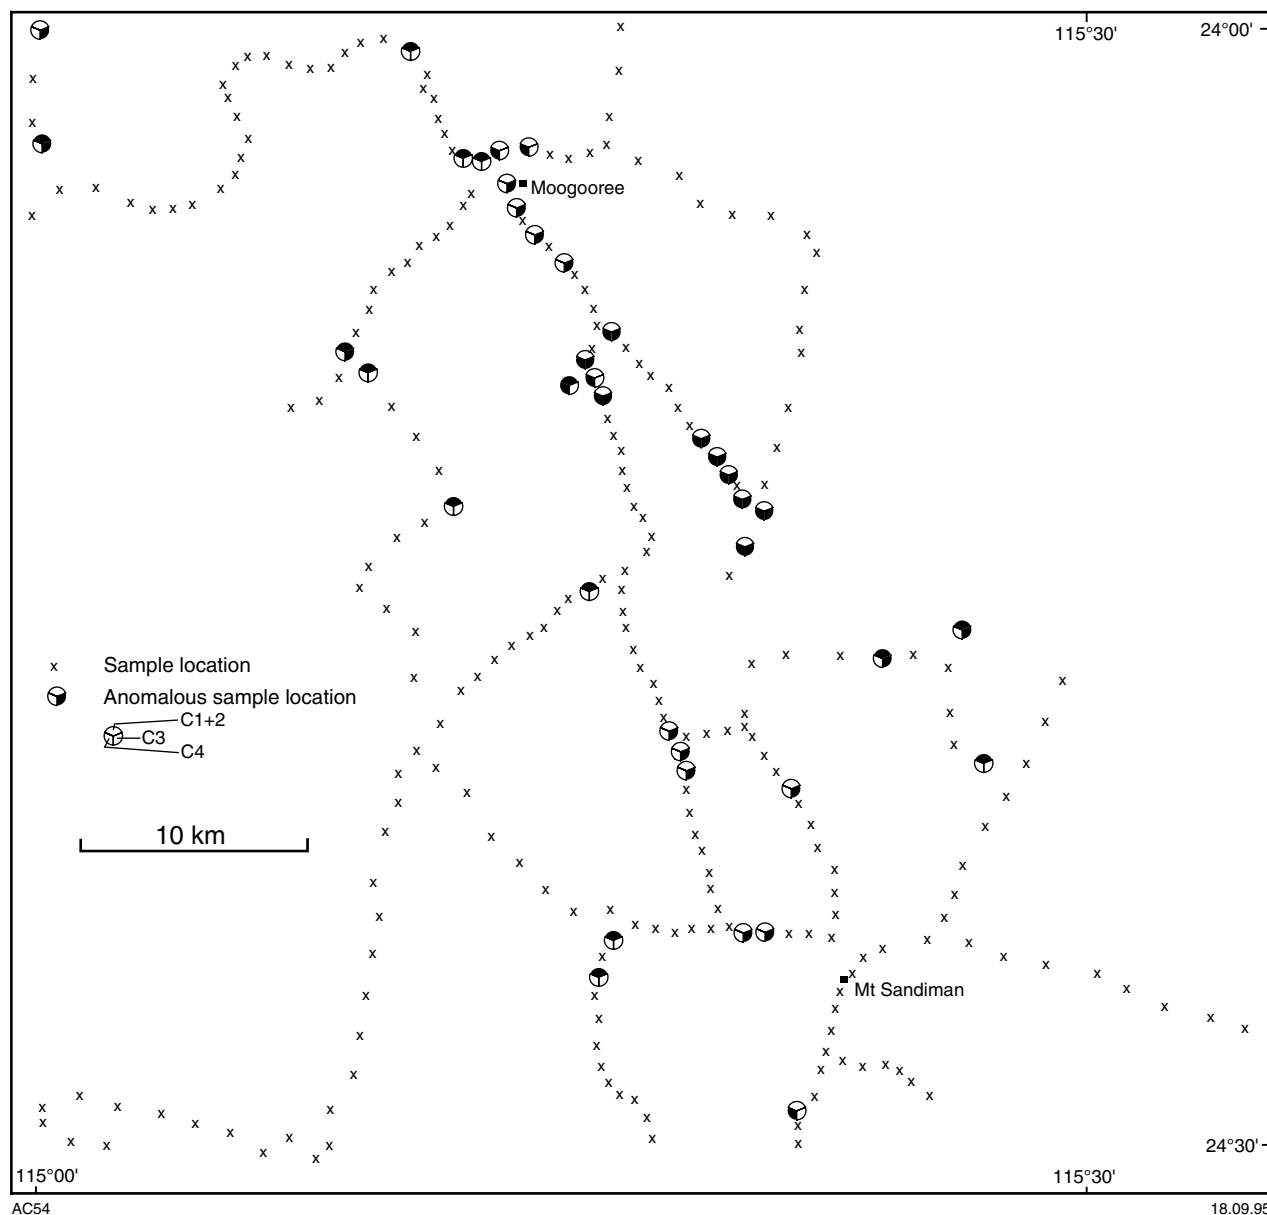 115°30'
24°00'
Moogooree
x Sample location
Anomalous sample location
C1+2
C3
C4
10 km
Mt Sandiman
24°30'
115°00'
115°30'
AC54
18.09.95